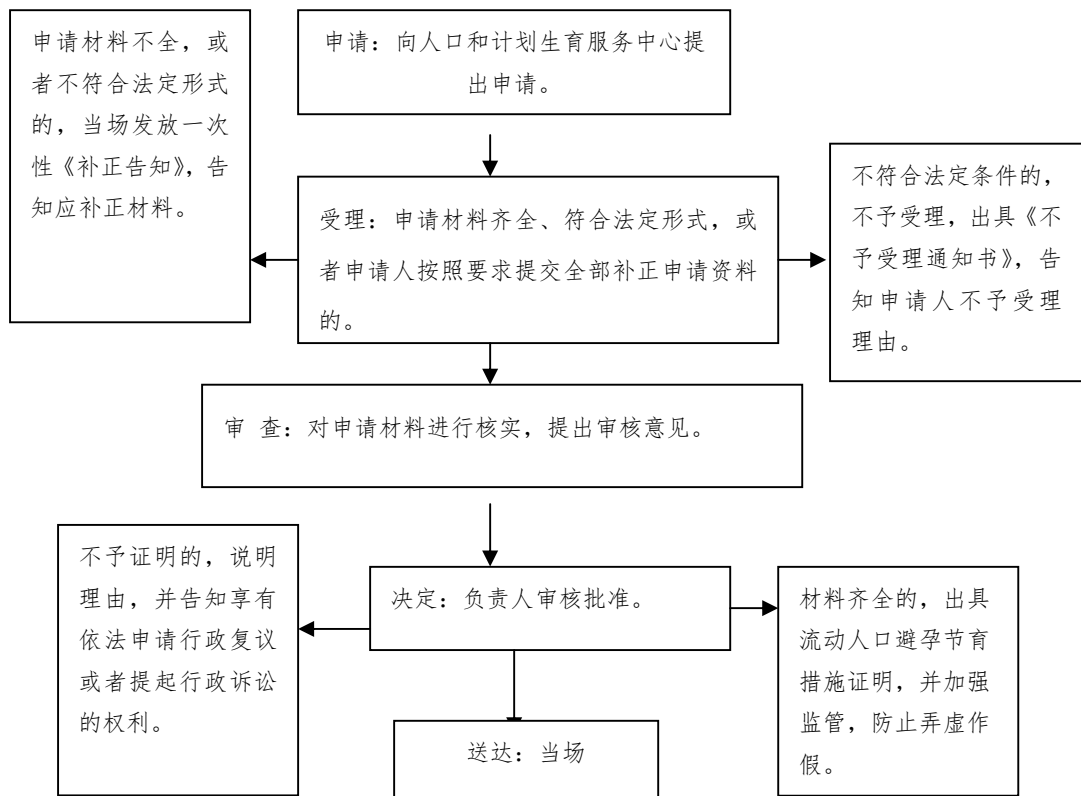 申请材料不全，或
者不符合法定形式
的，当场发放一次
性《补正告知》，告
知应补正材料。
申请：向人口和计划生育服务中心提
出申请。
受理：申请材料齐全、符合法定形式，或
者申请人按照要求提交全部补正申请资料
的。
不符合法定条件的，
不予受理，出具《不
予受理通知书》，告
知申请人不予受理
理由。
审 查：对申请材料进行核实，提出审核意见。
不予证明的，说明
理由，并告知享有
依法申请行政复议
或者提起行政诉讼
的权利。
决定：负责人审核批准。
材料齐全的，出具
流动人口避孕节育
措施证明，并加强
监管，防止弄虚作
假。
送达：当场